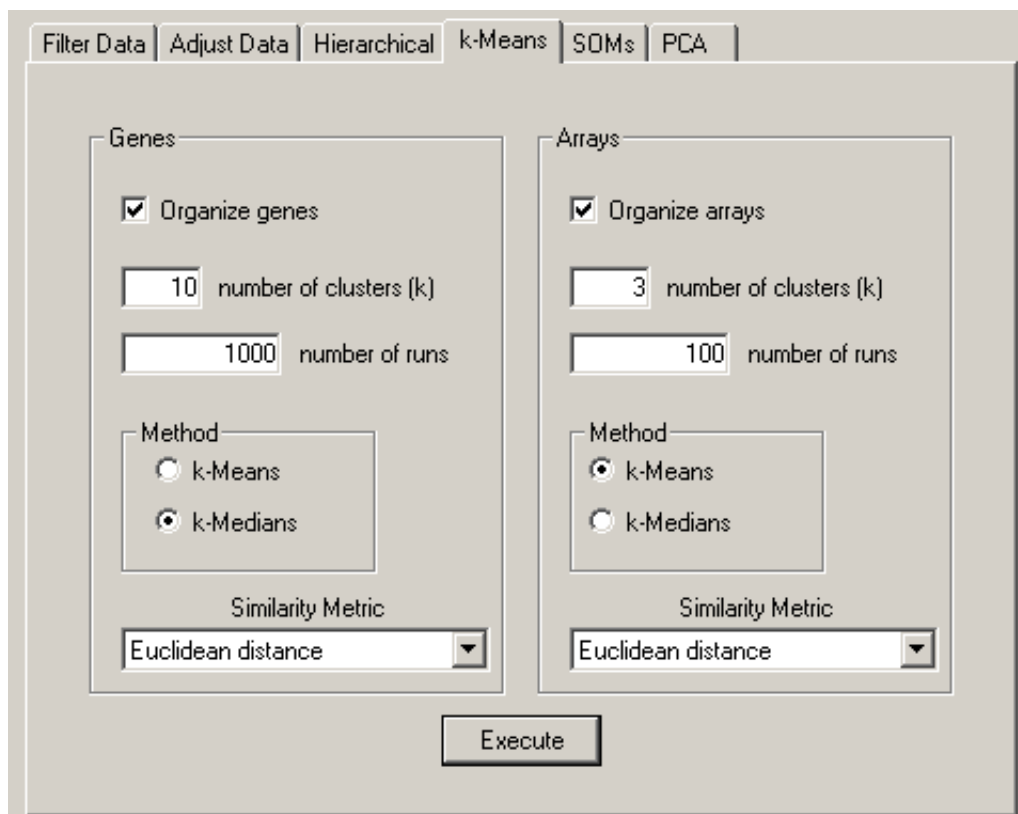 Filter Data Adjust Data Hierarchical k-Means SOMs PCA
Genes
Organize genes
10 number of clusters (k)
1000 number of runs
Method
k-Means
k-Medians
Similarity Metric
Euclidean distance
Arrays
Organize arrays
3 number of clusters (k)
100 number of runs
Method
k-Means
k-Medians
Similarity Metric
Euclidean distance
Execute